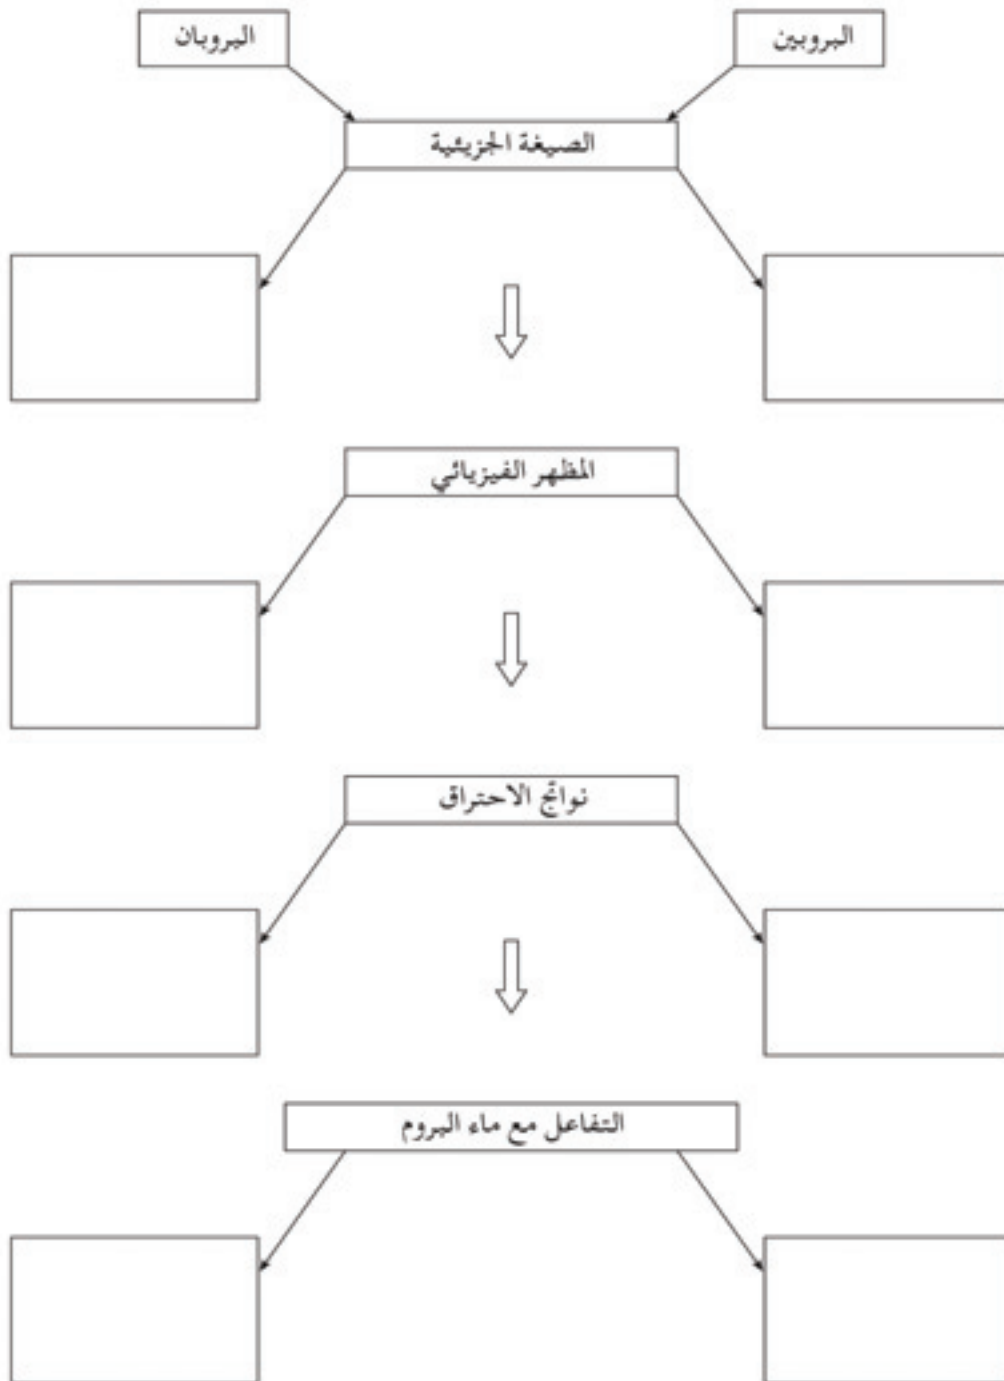 البروبين
البروبان
الصيغة الجزيئية
المظهر الفيزيائي
نواتج الاحتراق
التفاعل مع ماء البروم